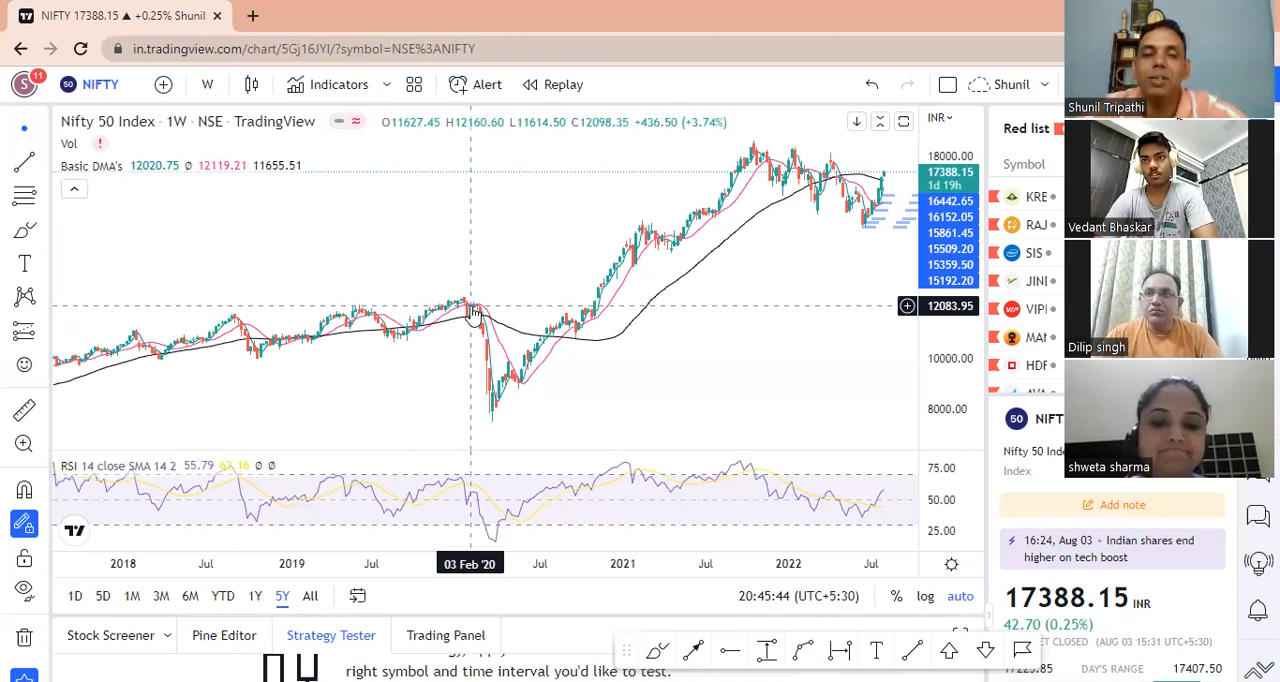 NIFTY 17388.15 ▲ +0.25% Shunil
in.tradingview.com/chart/5Gj16JYI/?symbol=NSE%3ANIFTY
S 11 50 NIFTY W Indicators Alert Replay Shunil
Nifty 50 Index · 1W · NSE · TradingView O11627.45 H12160.60 L11614.50 C12098.35 +436.50 (+3.74%)
INR
Vol
Basic DMA's 12020.75 Ø 12119.21 11655.51
18000.00
17388.15
1d 19h
16442.65
16152.05
15861.45
15509.20
15359.50
15192.20
12083.95
10000.00
8000.00
RSI 14 close SMA 14 2 55.79 67.16 Ø Ø
75.00
50.00
25.00
2018 Jul 2019 Jul 03 Feb '20 Jul 2021 Jul 2022 Jul
1D 5D 1M 3M 6M YTD 1Y 5Y All 20:45:44 (UTC+5:30) % log auto
Stock Screener Pine Editor Strategy Tester Trading Panel
right symbol and time interval you'd like to test.
Red list
Symbol
KRE
RAJ
SIS
JINI
VIPI
MAI
HDF
50 NIFT
Nifty 50 Inde
Index
Add note
16:24, Aug 03 • Indian shares end
higher on tech boost
17388.15 INR
42.70 (0.25%)
ET CLOSED (AUG 03 15:31 UTC+5:30)
17225.85 DAY'S RANGE 17407.50
Shunil Tripathi
Vedant Bhaskar
Dilip singh
shweta sharma